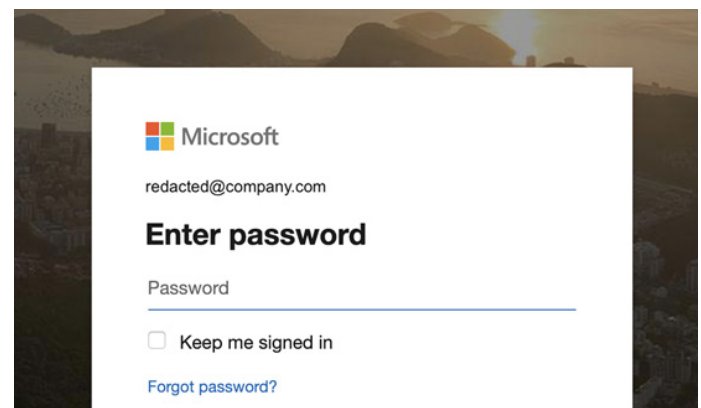 Microsoft
redacted@company.com
Enter password
Password
Keep me signed in
Forgot password?